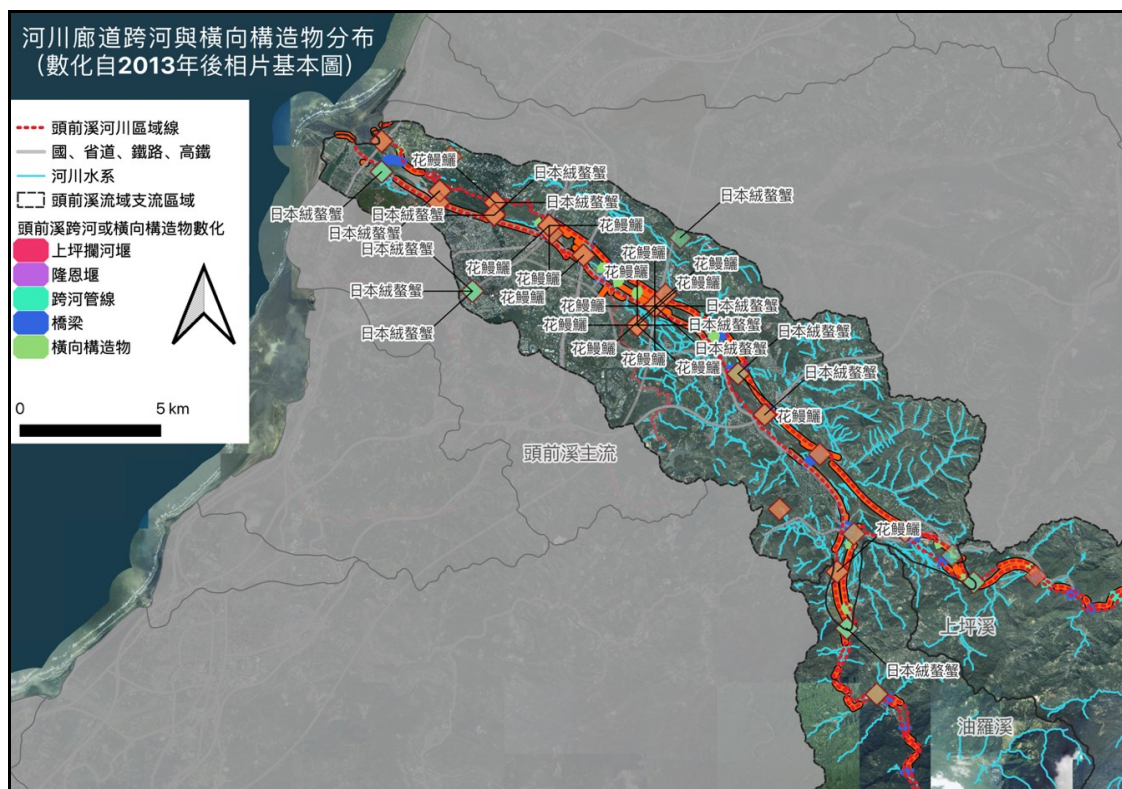 河川廊道跨河與橫向構造物分布
(數化自2013年後相片基本圖)
頭前溪河川區域線
國、省道、鐵路、高鐵
河川水系
頭前溪流域支流區域
頭前溪跨河或橫向構造物數化
上坪攔河堰
隆恩堰
跨河管線
橋梁
橫向構造物
0
5 km
花鰻鱺
日本絨螯蟹
日本絨螯蟹
日本絨螯蟹
日本絨螯蟹
日本絨螯蟹
日本絨螯蟹
花鰻鱺
日本絨螯蟹
花鰻鱺
花鰻鱺
花鰻鱺
花鰻鱺
花鰻鱺
花鰻鱺
日本絨螯蟹
花鰻鱺
花鰻鱺
日本絨螯蟹
日本絨螯蟹
花鰻鱺
日本絨螯蟹
日本絨螯蟹
花鰻鱺
日本絨螯蟹
花鰻鱺
花鰻鱺
日本絨螯蟹
花鰻鱺
頭前溪主流
花鰻鱺
上坪溪
日本絨螯蟹
油羅溪